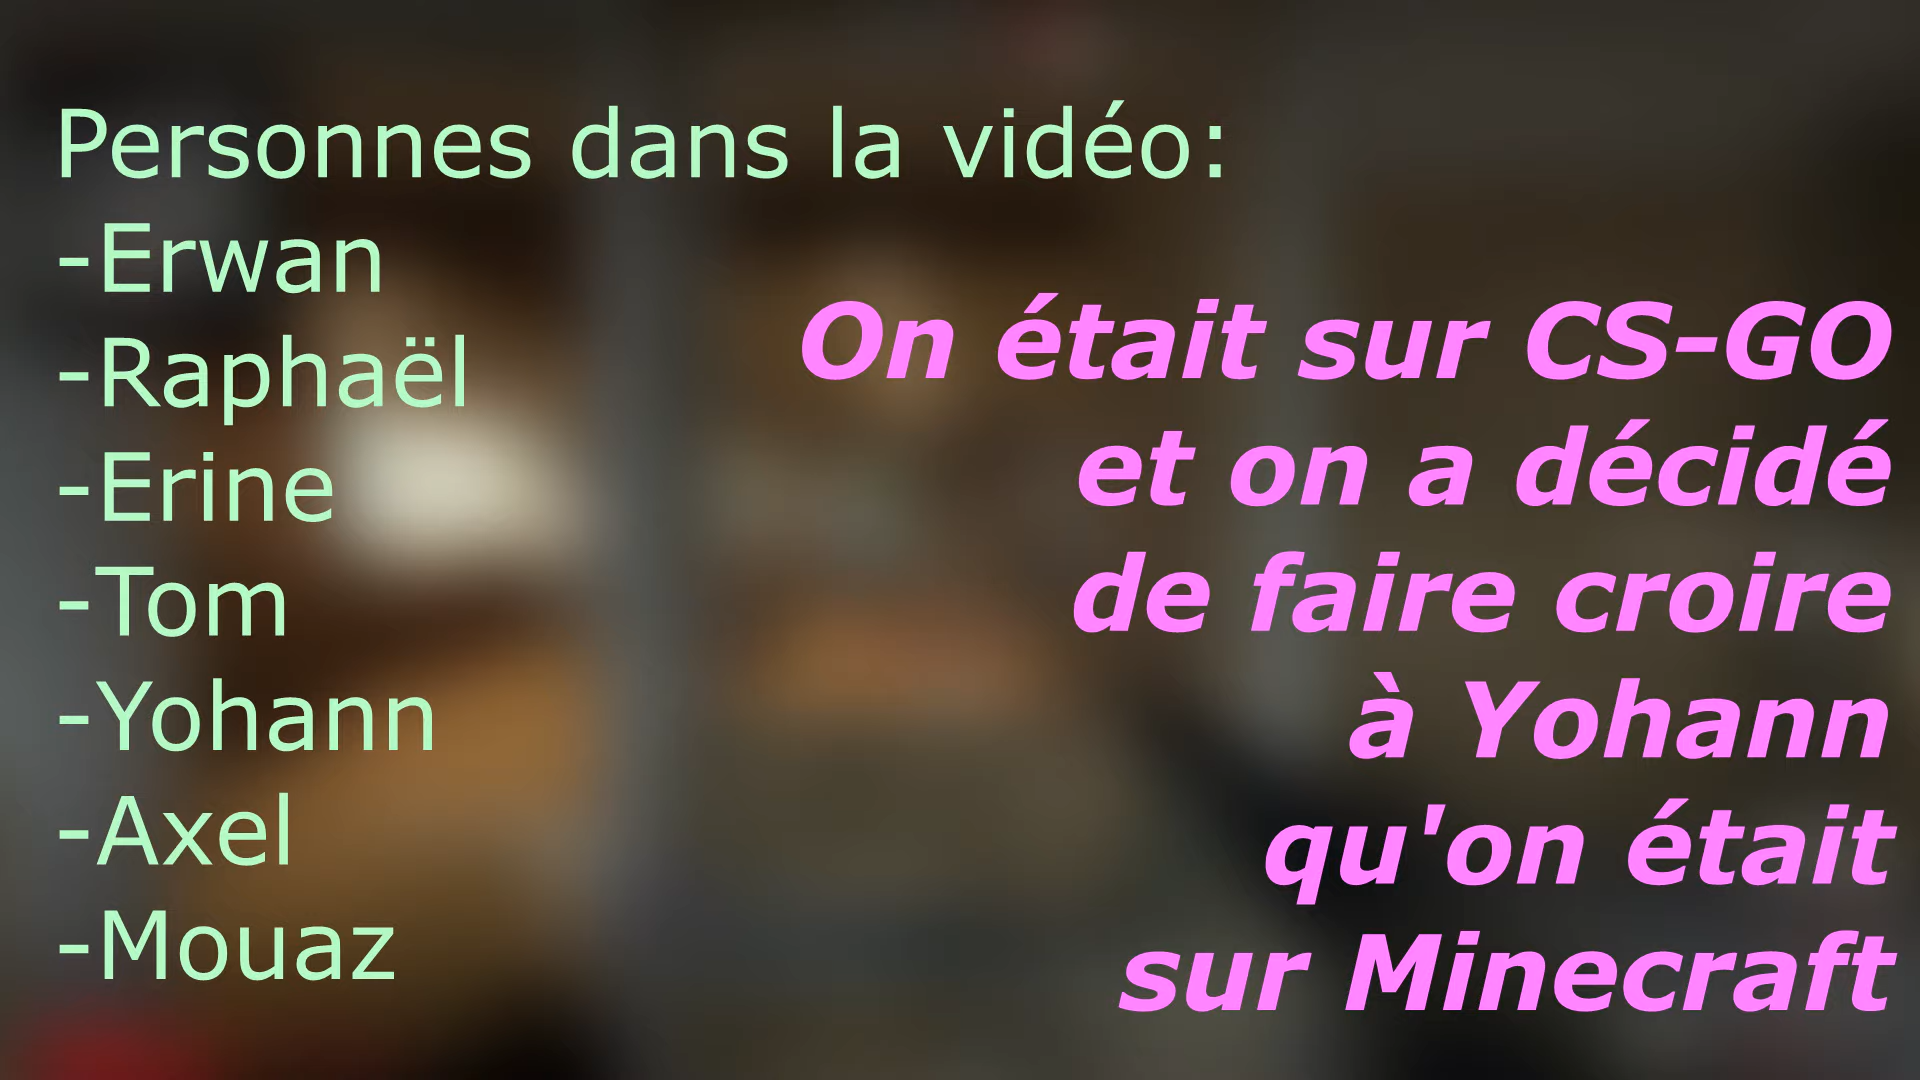 Personnes dans la vidéo:
-Erwan
-Raphaël
-Erine
-Tom
-Yohann
-Axel
-Mouaz
On était sur CS-GO
et on a décidé
de faire croire
à Yohann
qu'on était
sur Minecraft